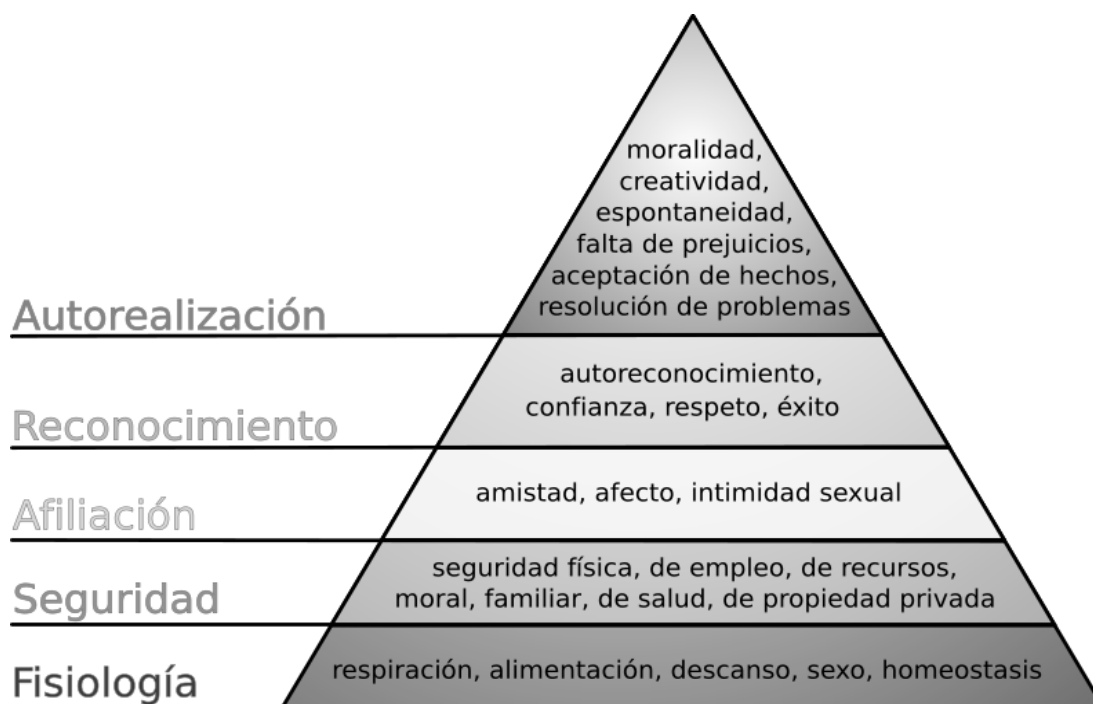 moralidad,
creatividad,
espontaneidad,
falta de prejuicios,
aceptación de hechos,
resolución de problemas
Autorealización
autoreconocimiento,
confianza, respeto, éxito
Reconocimiento
amistad, afecto, intimidad sexual
Afiliación
seguridad física, de empleo, de recursos,
moral, familiar, de salud, de propiedad privada
Seguridad
respiración, alimentación, descanso, sexo, homeostasis
Fisiología